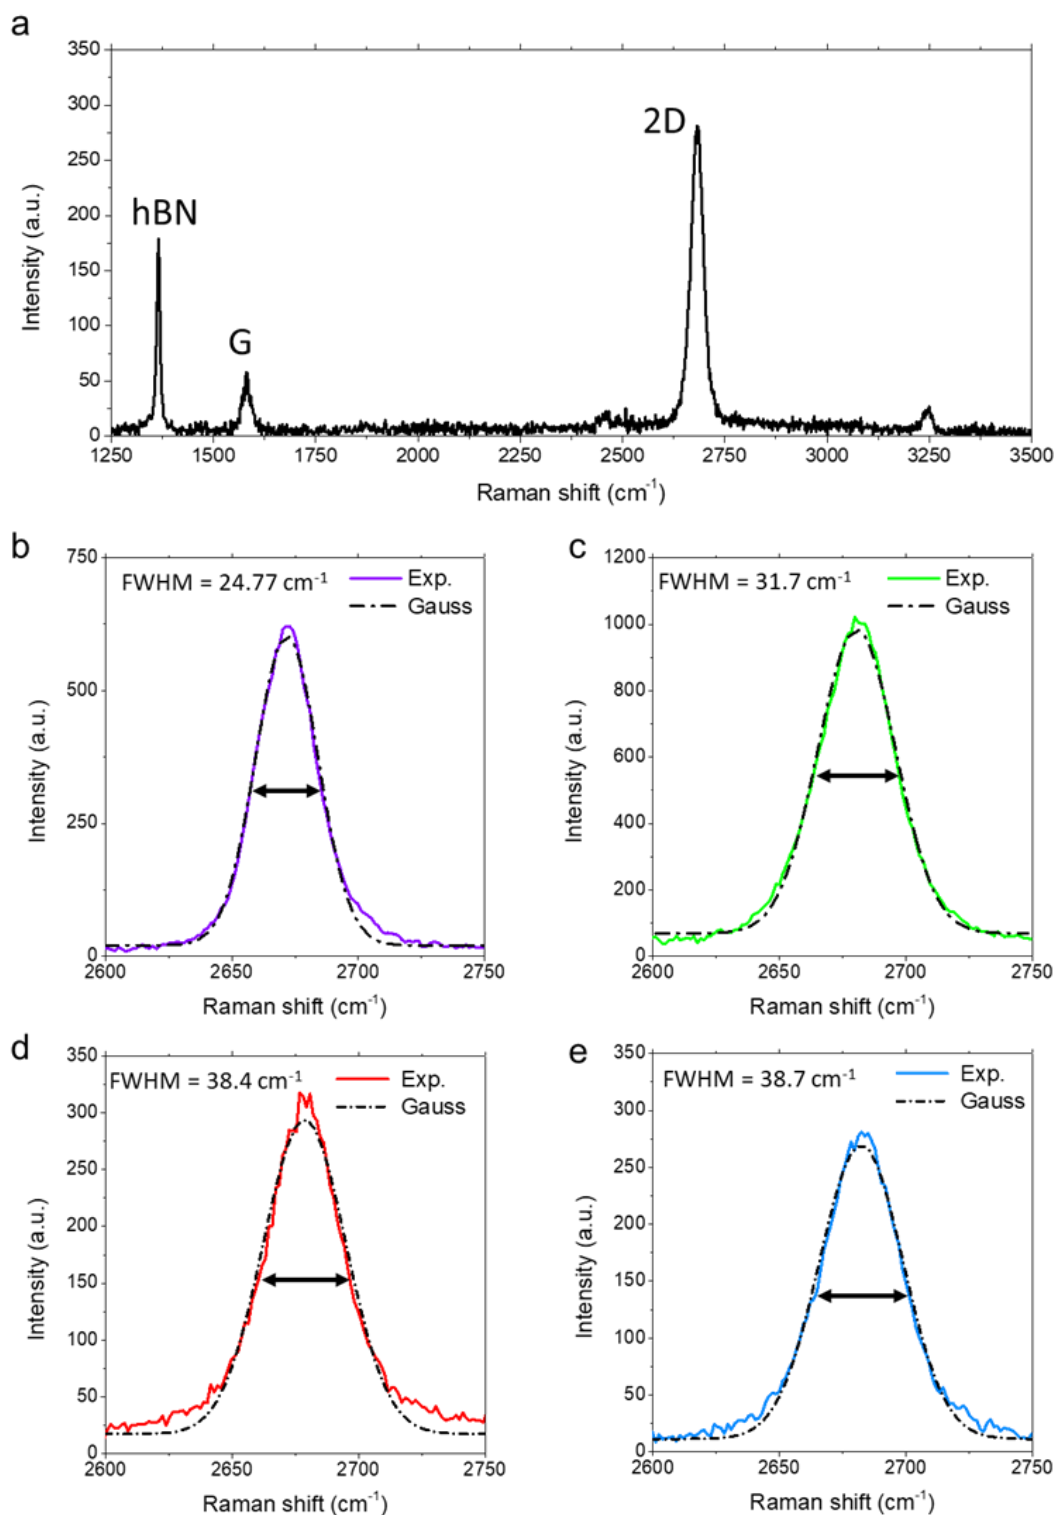 a
350
300
250
200
150
100
50
0
Intensity (a.u.)
hBN
G
2D
1250 1500 1750 2000 2250 2500 2750 3000 3250 3500
Raman shift (cm⁻¹)
b
750
500
250
0
Intensity (a.u.)
FWHM = 24.77 cm⁻¹
Exp.
Gauss
2600 2650 2700 2750
Raman shift (cm⁻¹)
c
1200
1000
800
600
400
200
0
Intensity (a.u.)
FWHM = 31.7 cm⁻¹
Exp.
Gauss
2600 2650 2700 2750
Raman shift (cm⁻¹)
d
350
300
250
200
150
100
50
0
Intensity (a.u.)
FWHM = 38.4 cm⁻¹
Exp.
Gauss
2600 2650 2700 2750
Raman shift (cm⁻¹)
e
350
300
250
200
150
100
50
0
Intensity (a.u.)
FWHM = 38.7 cm⁻¹
Exp.
Gauss
2600 2650 2700 2750
Raman shift (cm⁻¹)